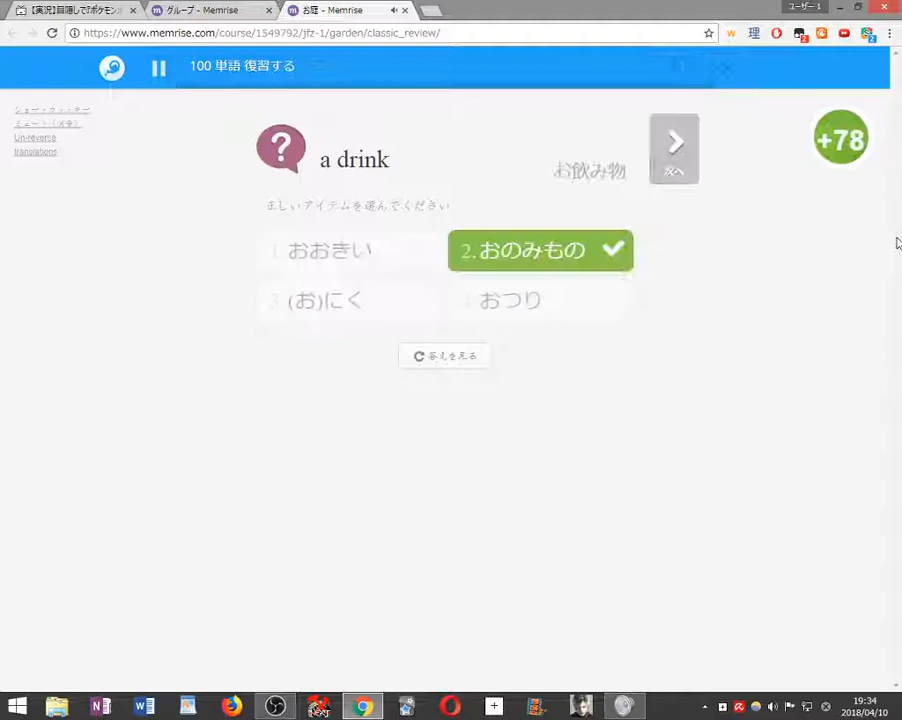 【実況】目隠しで?ポケモン
グループ - Memrise
お庭 - Memrise
ユーザー 1
https://www.memrise.com/course/1549792/jfz-1/garden/classic_review/
100 単語 復習する
Un-reverse
translations
? a drink
お飲み物
次へ
+78
正しいアイテムを選んでください
1. おおきい
2. おのみもの
3. (お)にく
4. おつり
答えを見る
19:34
2018/04/10